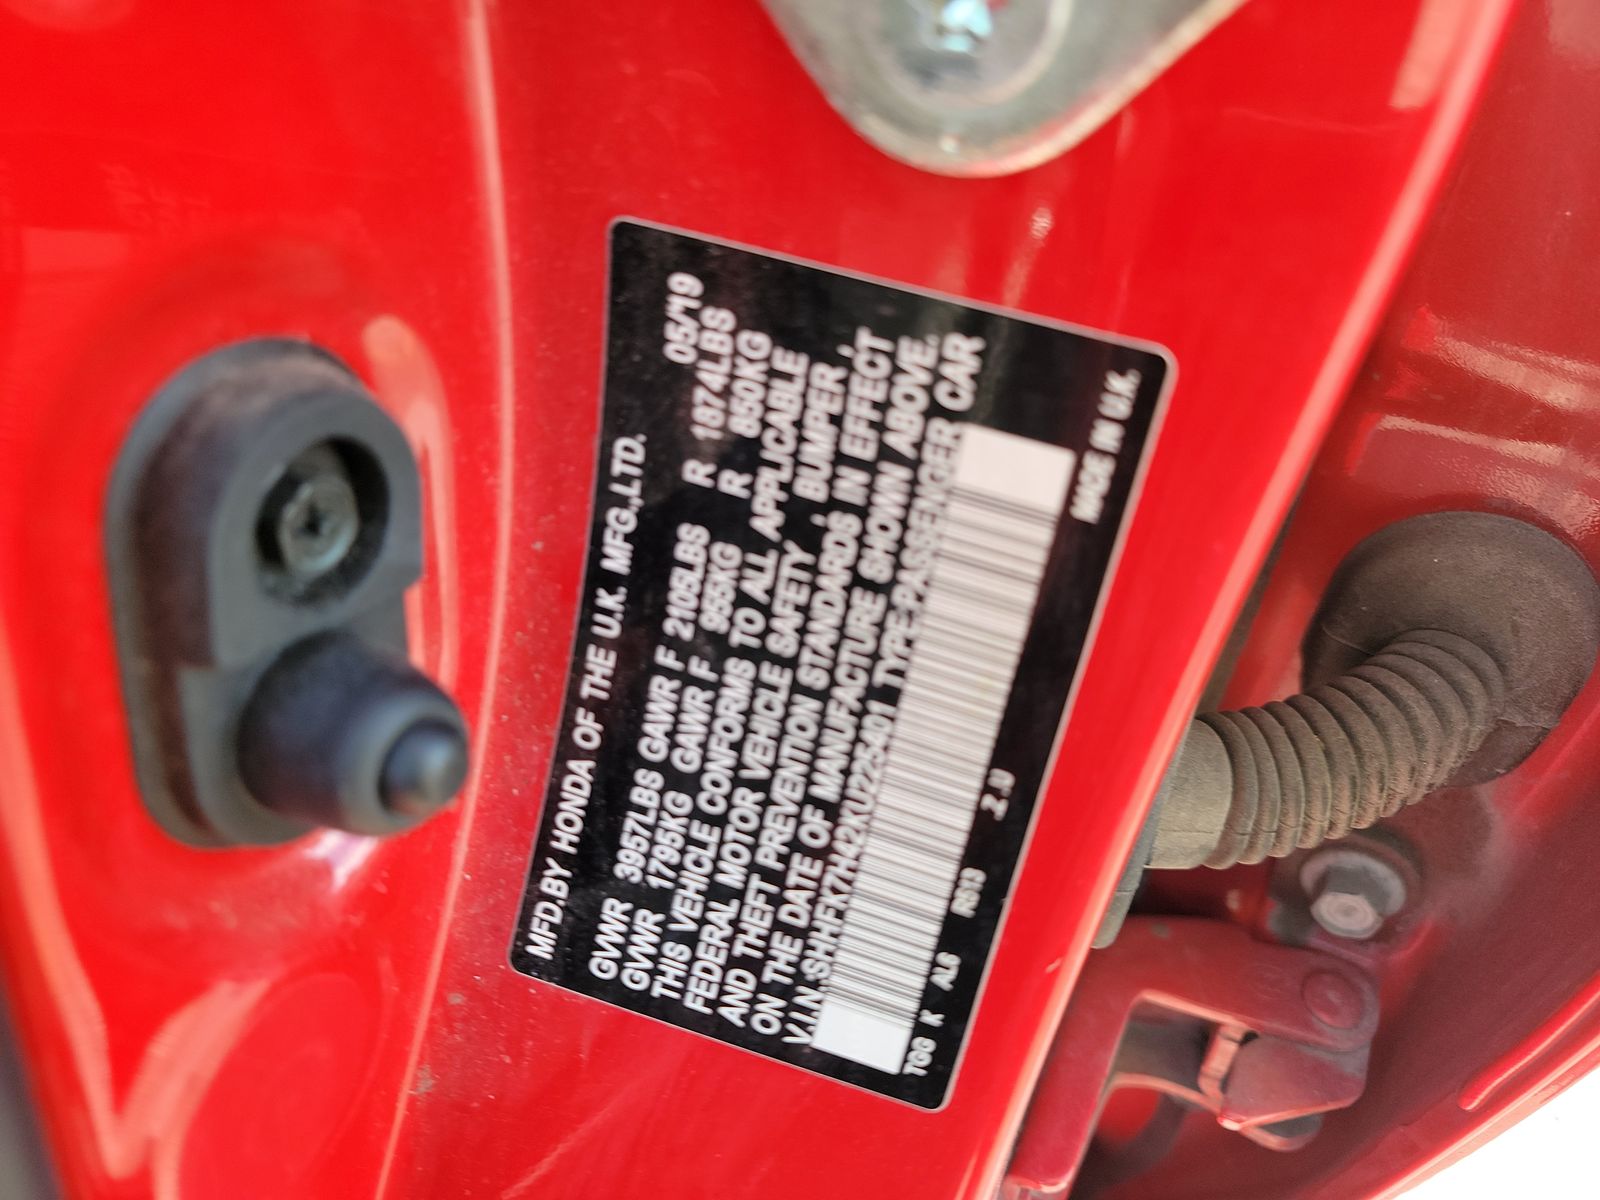 MFD.BY HONDA OF THE U.K. MFG.,LTD.
05/'19
GVWR 3957LBS GAWR F 2105LBS R 1874LBS
GVWR 1795KG GAWR F 955KG R 850KG
THIS VEHICLE CONFORMS TO ALL APPLICABLE
FEDERAL MOTOR VEHICLE SAFETY , BUMPER ,
AND THEFT PREVENTION STANDARDS IN EFFECT
ON THE DATE OF MANUFACTURE SHOWN ABOVE.
V.I.N.SHHFK7H42KU225401 TYPE-PASSENGER CAR
TGG K AL6 R513 2.U
MADE IN U.K.